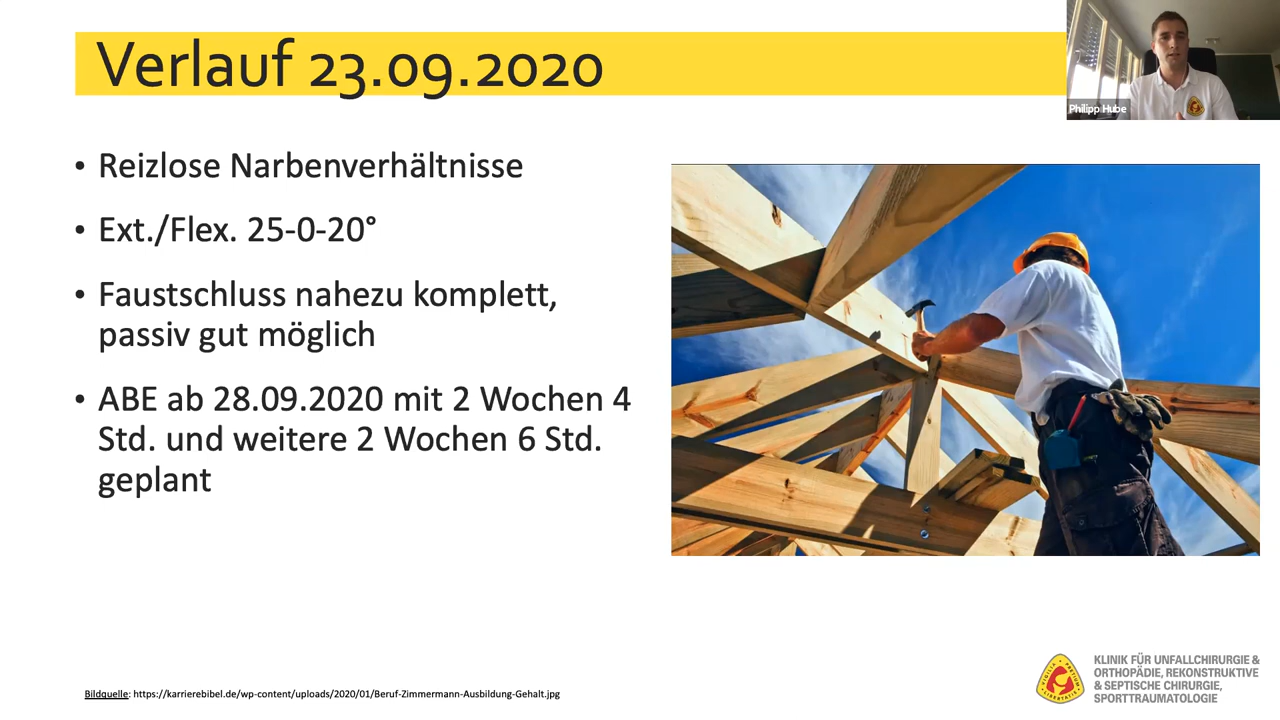 Verlauf 23.09.2020
Philipp Hube
• Reizlose Narbenverhältnisse
• Ext./Flex. 25-0-20°
• Faustschluss nahezu komplett,
passiv gut möglich
• ABE ab 28.09.2020 mit 2 Wochen 4
Std. und weitere 2 Wochen 6 Std.
geplant
Bildquelle: https://karrierebibel.de/wp-content/uploads/2020/01/Beruf-Zimmermann-Ausbildung-Gehalt.jpg
VIGILIA PRETIUM LIBERTATIS
KLINIK FÜR UNFALLCHIRURGIE &
ORTHOPÄDIE, REKONSTRUKTIVE
& SEPTISCHE CHIRURGIE,
SPORTTRAUMATOLOGIE